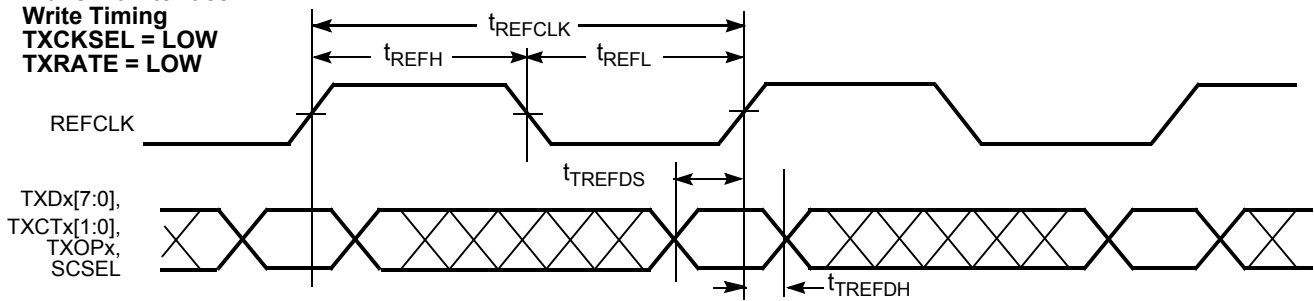 Write Timing
TXCKSEL = LOW
TXRATE = LOW
tREFCLK
tREFH
tREFL
REFCLK
tTREFDS
TXDx[7:0],
TXCTx[1:0],
TXOPx,
SCSEL
tTREFDH